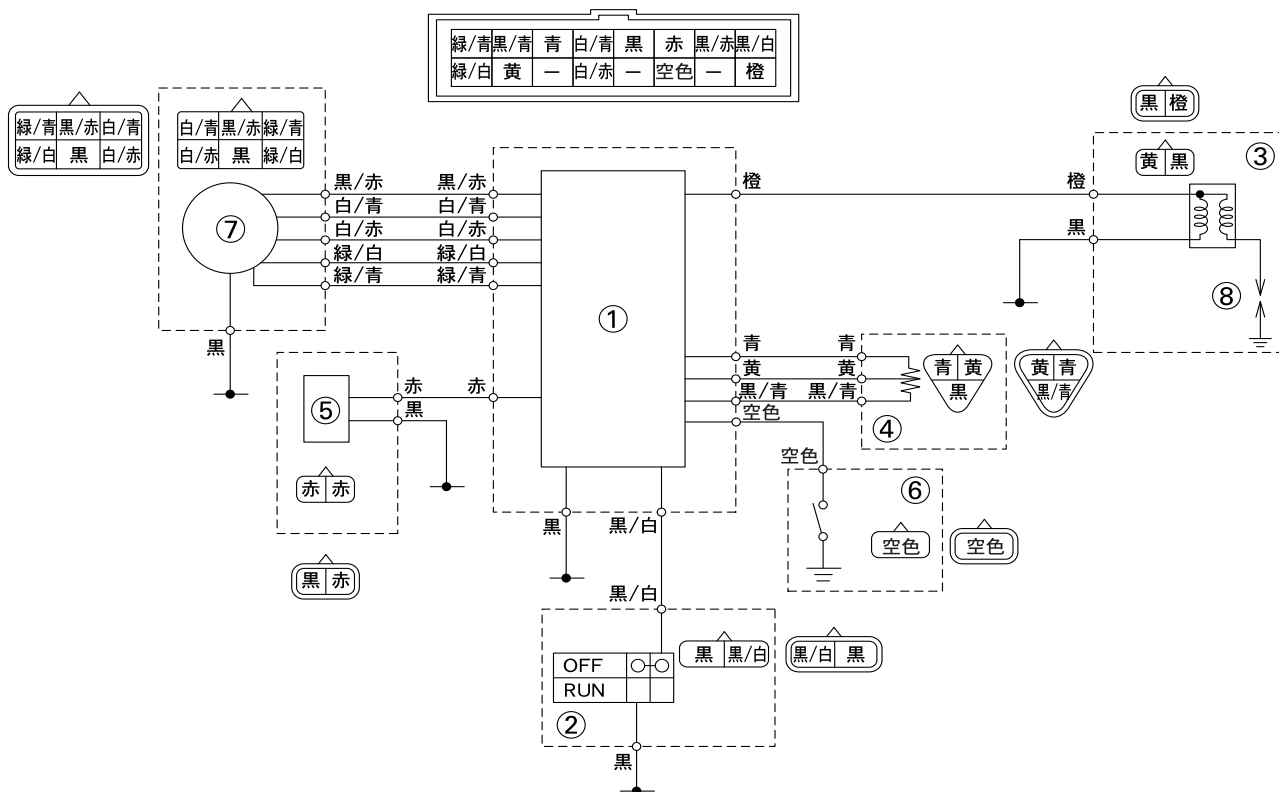 緑/青 黒/青 青 白/青 黒 赤 黒/赤 黒/白
緑/白 黄 － 白/赤 － 空色 － 橙
黒 橙
緑/青 黒/赤 白/青
緑/白 黒 白/赤
白/青 黒/赤 緑/青
白/赤 黒 緑/白
黄 黒
③
黒/赤 黒/赤
橙 橙
白/青 白/青
⑦
白/赤 白/赤
黒
緑/白 緑/白
緑/青 緑/青
⑧
①
黒
青 青
黄 黄
黒/青 黒/青
空色
青 黄
黒
黄 青
黒/青
④
赤 赤
黒
⑤
赤 赤
黒 赤
空色
⑥
空色
空色
黒
黒/白
黒/白
OFF
RUN
黒 黒/白
黒/白 黒
②
黒